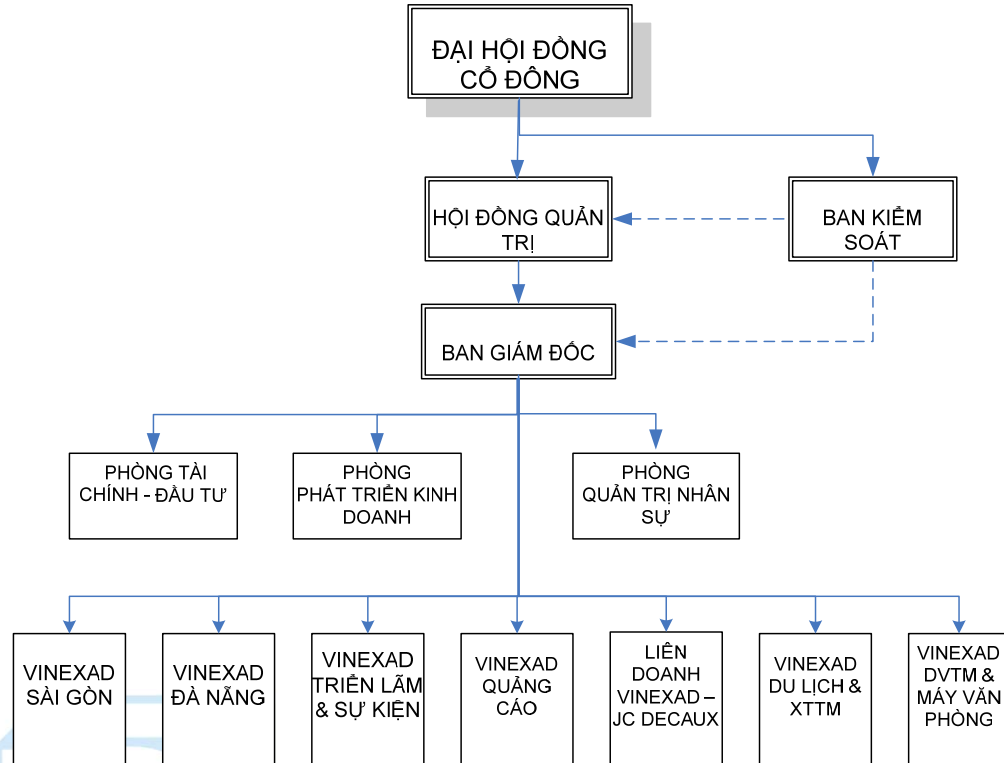 ĐẠI HỘI ĐỒNG
CỔ ĐÔNG
HỘI ĐỒNG QUẢN
TRỊ
BAN KIỂM
SOÁT
BAN GIÁM ĐỐC
PHÒNG TÀI
CHÍNH - ĐẦU TƯ
PHÒNG
PHÁT TRIỂN KINH
DOANH
PHÒNG
QUẢN TRỊ NHÂN
SỰ
VINEXAD
SÀI GÒN
VINEXAD
ĐÀ NẴNG
VINEXAD
TRIỂN LÃM
& SỰ KIỆN
VINEXAD
QUẢNG
CÁO
LIÊN
DOANH
VINEXAD –
JC DECAUX
VINEXAD
DU LỊCH &
XTTM
VINEXAD
DVTM &
MÁY VĂN
PHÒNG